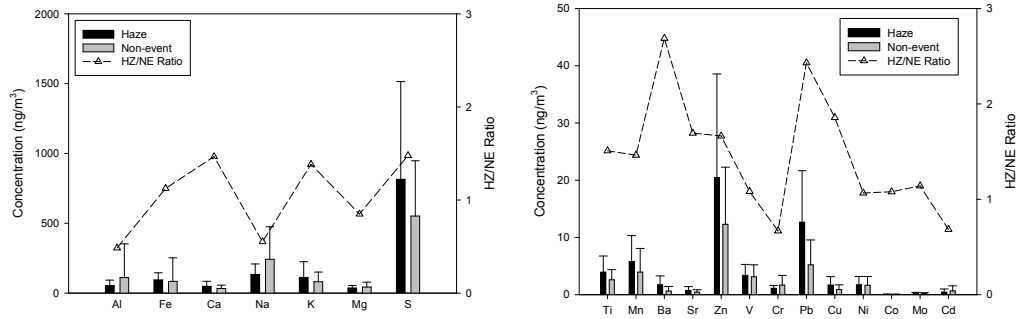 2000
1500
1000
500
0
Concentration (ng/m³)
Haze
Non-event
HZ/NE Ratio
3
2
1
0
HZ/NE Ratio
Al Fe Ca Na K Mg S
50
40
30
20
10
0
Concentration (ng/m³)
Haze
Non-event
HZ/NE Ratio
3
2
1
0
HZ/NE Ratio
Ti Mn Ba Sr Zn V Cr Pb Cu Ni Co Mo Cd